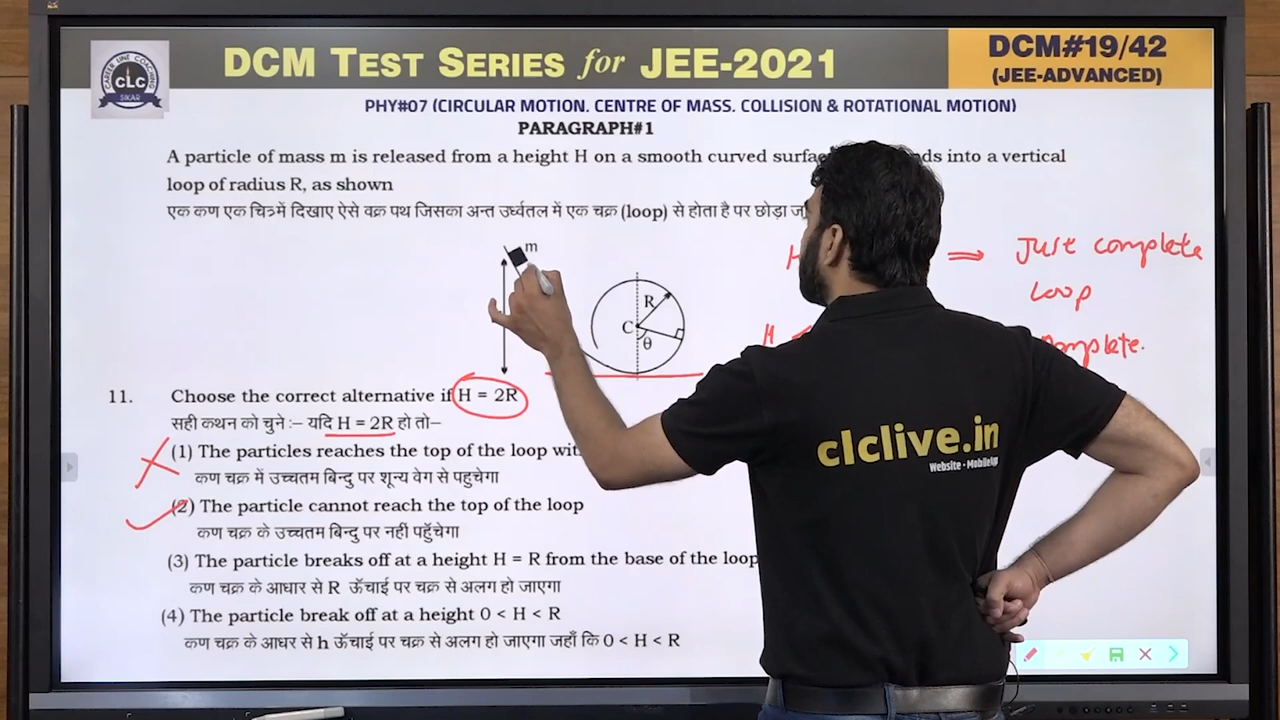 DCM TEST SERIES for JEE-2021
DCM#19/42
(JEE-ADVANCED)
CAREER LINE COACHING
CLC
SIKAR
PHY#07 (CIRCULAR MOTION. CENTRE OF MASS. COLLISION & ROTATIONAL MOTION)
PARAGRAPH#1
A particle of mass m is released from a height H on a smooth curved into a vertical
loop of radius R, as shown
एक कण एक चित्र में दिखाए ऐसे वक्र पथ जिसका अन्त उर्ध्वतल में एक चक्र (loop) से होता है पर छोड़ा
m
R
C
θ
H ⇒ Just complete
Loop
H
11. Choose the correct alternative if H = 2R
सही कथन को चुने :– यदि H = 2R हो तो–
(1) The particles reaches the top of the loop
कण चक्र में उच्चतम बिन्दु पर शून्य वेग से पहुचेगा
(2) The particle cannot reach the top of the loop
कण चक्र के उच्चतम बिन्दु पर नहीं पहुँचेगा
(3) The particle breaks off at a height H = R from the base of the loop
कण चक्र के आधार से R ऊँचाई पर चक्र से अलग हो जाएगा
(4) The particle break off at a height 0 < H < R
कण चक्र के आधर से h ऊँचाई पर चक्र से अलग हो जाएगा जहाँ कि 0 < H < R
clclive.in
Website -